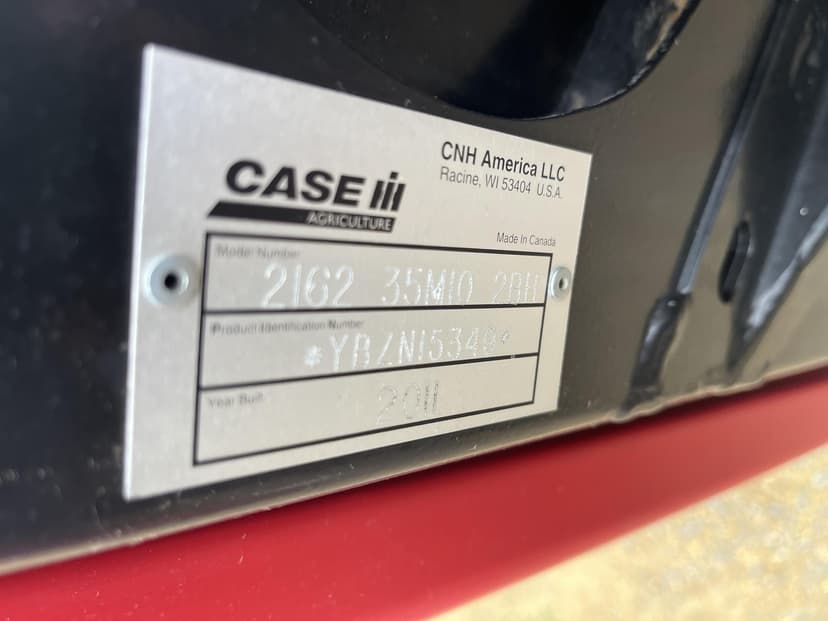 CNH America LLC
Racine, WI 53404 U.S.A.
CASE IH
AGRICULTURE
Made In Canada
Model Number
2162 35M10 2011
Product Identification Number
Year Built
2011